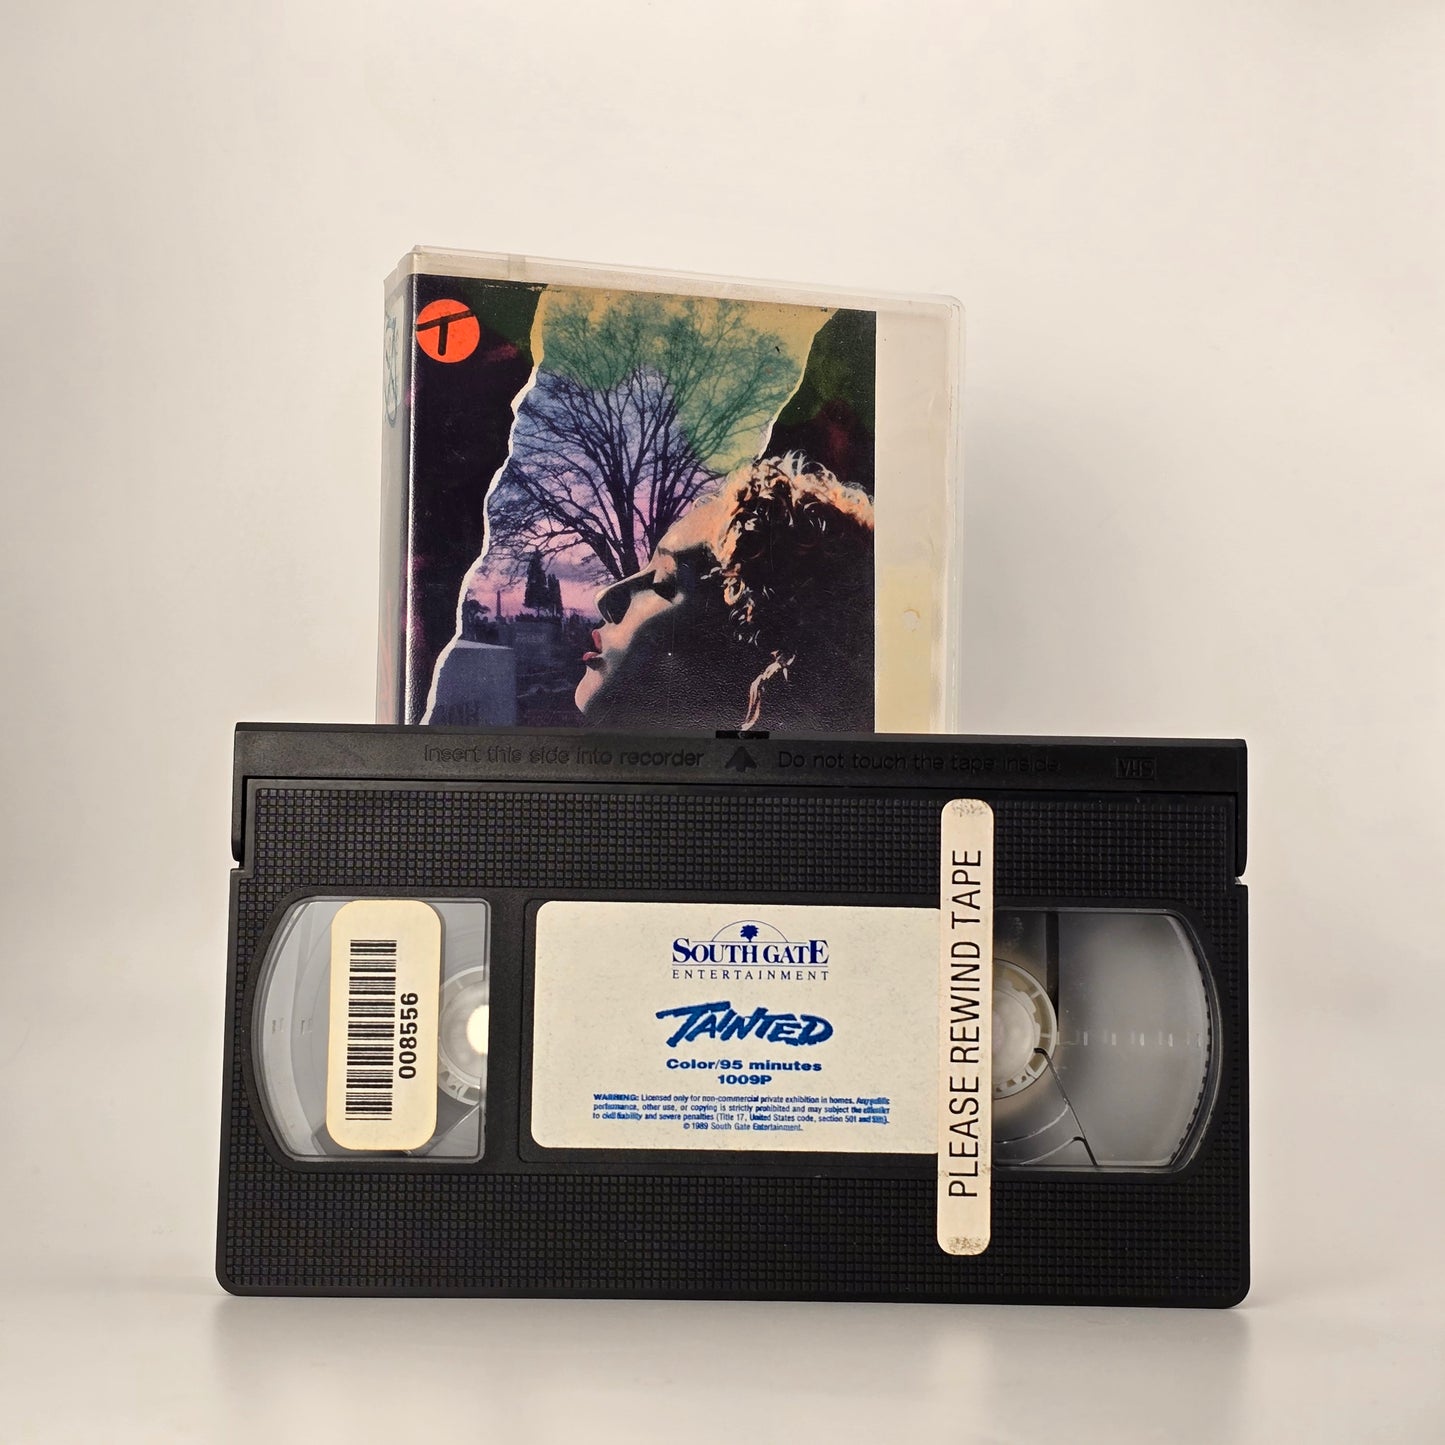 T
Insert this side into recorder
Do not touch the tape inside
VHS
008556
SOUTH GATE
ENTERTAINMENT
TAINTED
Color/95 minutes
1009P
WARNING: Licensed only for non-commercial private exhibition in homes. Any public
performance, other use, or copying is strictly prohibited and may subject the offender
to civil liability and severe penalties (Title 17, United States code, section 501 and 506).
© 1989 South Gate Entertainment.
PLEASE REWIND TAPE